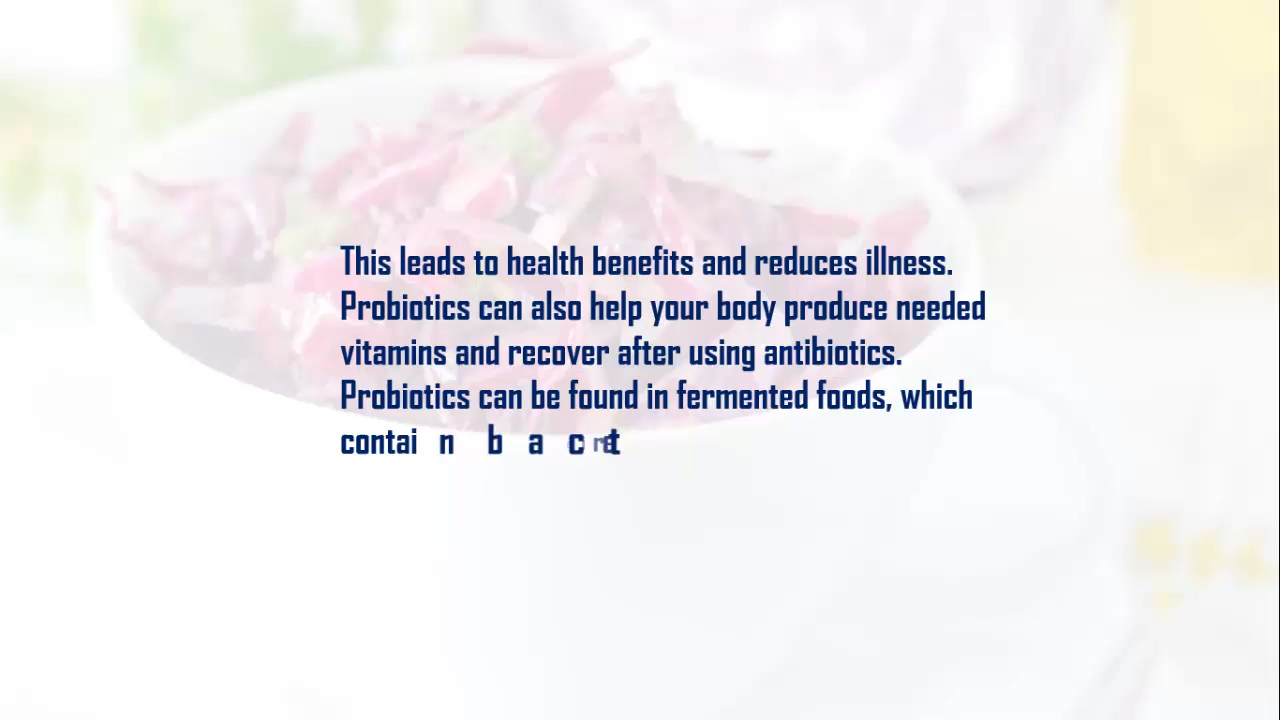 This leads to health benefits and reduces illness.
Probiotics can also help your body produce needed
vitamins and recover after using antibiotics.
Probiotics can be found in fermented foods, which
contain